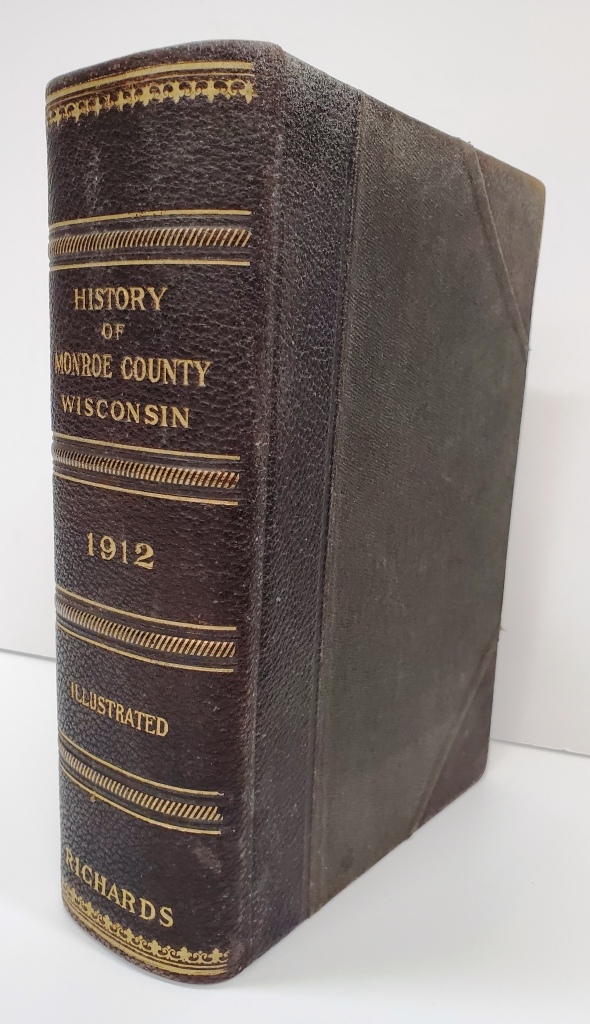 HISTORY
OF
MONROE COUNTY
WISCONSIN
1912
ILLUSTRATED
RICHARDS